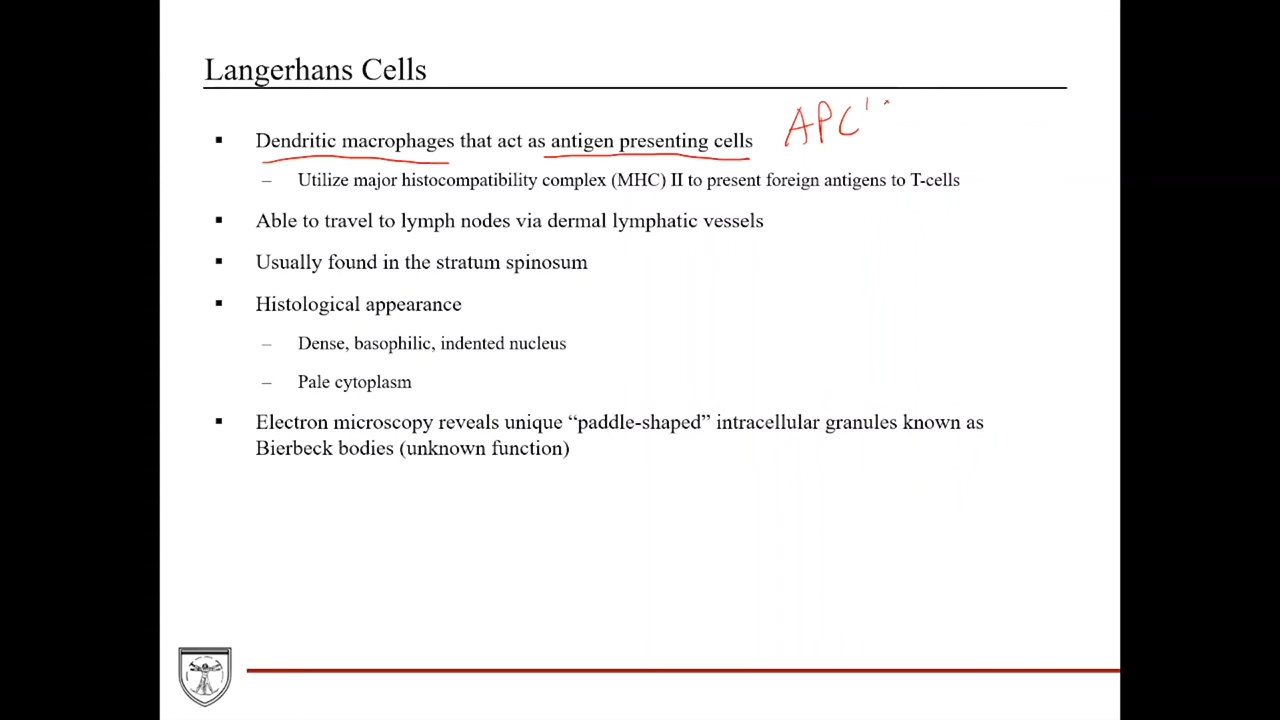 Langerhans Cells
APC'
▪ Dendritic macrophages that act as antigen presenting cells
– Utilize major histocompatibility complex (MHC) II to present foreign antigens to T-cells
▪ Able to travel to lymph nodes via dermal lymphatic vessels
▪ Usually found in the stratum spinosum
▪ Histological appearance
– Dense, basophilic, indented nucleus
– Pale cytoplasm
▪ Electron microscopy reveals unique “paddle-shaped” intracellular granules known as
Bierbeck bodies (unknown function)